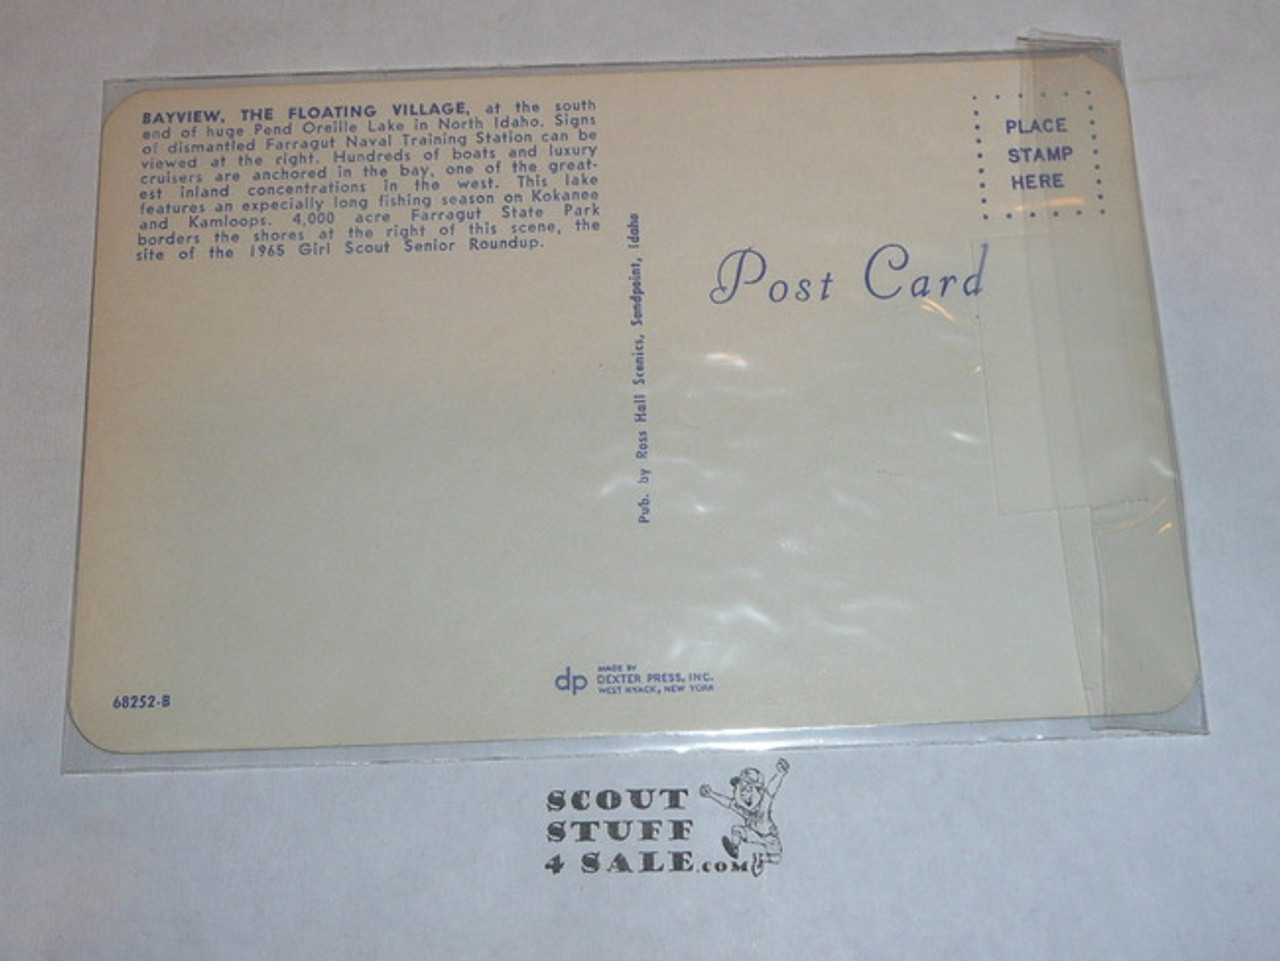 BAYVIEW, THE FLOATING VILLAGE, at the south
end of huge Pend Oreille Lake in North Idaho. Signs
of dismantled Farragut Naval Training Station can be
viewed at the right. Hundreds of boats and luxury
cruisers are anchored in the bay, one of the great-
est inland concentrations in the west. This lake
features an expecially long fishing season on Kokanee
and Kamloops. 4,000 acre Farragut State Park
borders the shores at the right of this scene, the
site of the 1965 Girl Scout Senior Roundup.
Pub. by Ross Hall Scenics, Sandpoint, Idaho
PLACE
STAMP
HERE
Post Card
68252-B
dp
MADE BY
DEXTER PRESS, INC.
WEST NYACK, NEW YORK
SCOUT
STUFF
4 SALE.COM